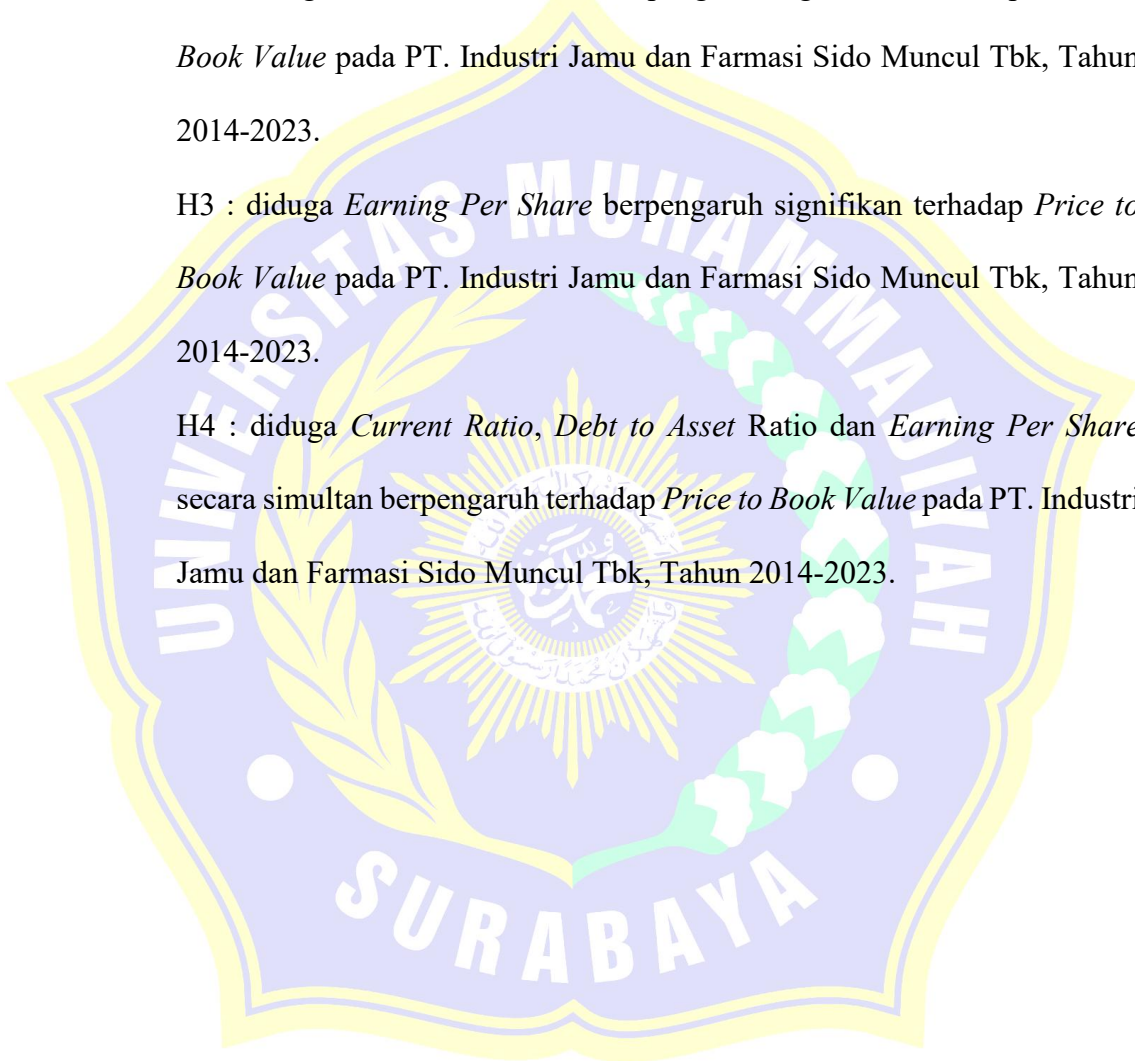 Book Value pada PT. Industri Jamu dan Farmasi Sido Muncul Tbk, Tahun
2014-2023.
H3 : diduga Earning Per Share berpengaruh signifikan terhadap Price to
Book Value pada PT. Industri Jamu dan Farmasi Sido Muncul Tbk, Tahun
2014-2023.
H4 : diduga Current Ratio, Debt to Asset Ratio dan Earning Per Share
secara simultan berpengaruh terhadap Price to Book Value pada PT. Industri
Jamu dan Farmasi Sido Muncul Tbk, Tahun 2014-2023.
UNIVERSITAS MUHAMMADIYAH
SURABAYA